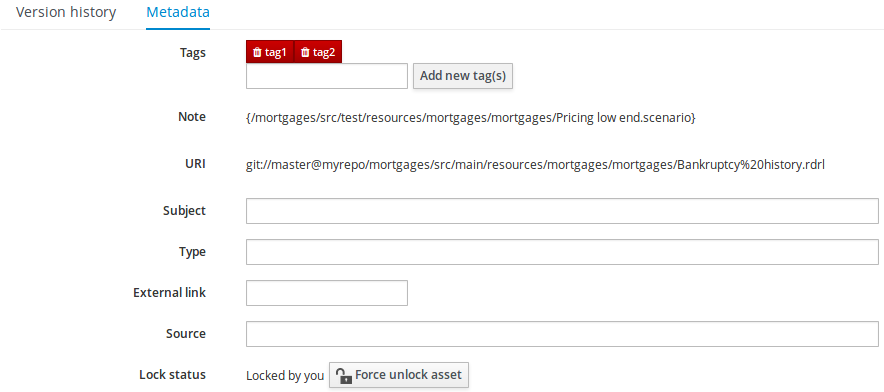 Version history Metadata
Tags tag1 tag2
Add new tag(s)
Note {/mortgages/src/test/resources/mortgages/mortgages/Pricing low end.scenario}
URI git://master@myrepo/mortgages/src/main/resources/mortgages/mortgages/Bankruptcy%20history.rdrl
Subject
Type
External link
Source
Lock status Locked by you Force unlock asset